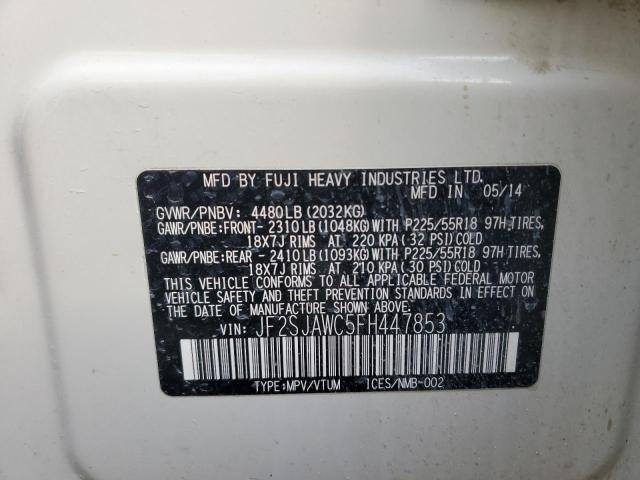 MFD BY FUJI HEAVY INDUSTRIES LTD.
MFD IN 05/14
GVWR/PNBV: 4480LB (2032KG)
GAWR/PNBE:FRONT- 2310LB (1048KG)WITH P225/55R18 97H TIRES,
18X7J RIMS AT 220 KPA (32 PSI)COLD
GAWR/PNBE:REAR - 2410LB (1093KG)WITH P225/55R18 97H TIRES,
18X7J RIMS AT 210 KPA (30 PSI)COLD
THIS VEHICLE CONFORMS TO ALL APPLICABLE FEDERAL MOTOR
VEHICLE SAFETY AND THEFT PREVENTION STANDARDS IN EFFECT ON
THE DATE OF MANUFACTURE SHOWN ABOVE.
VIN: JF2SJAWC5FH447853
TYPE:MPV/VTUM ICES/NMB-002